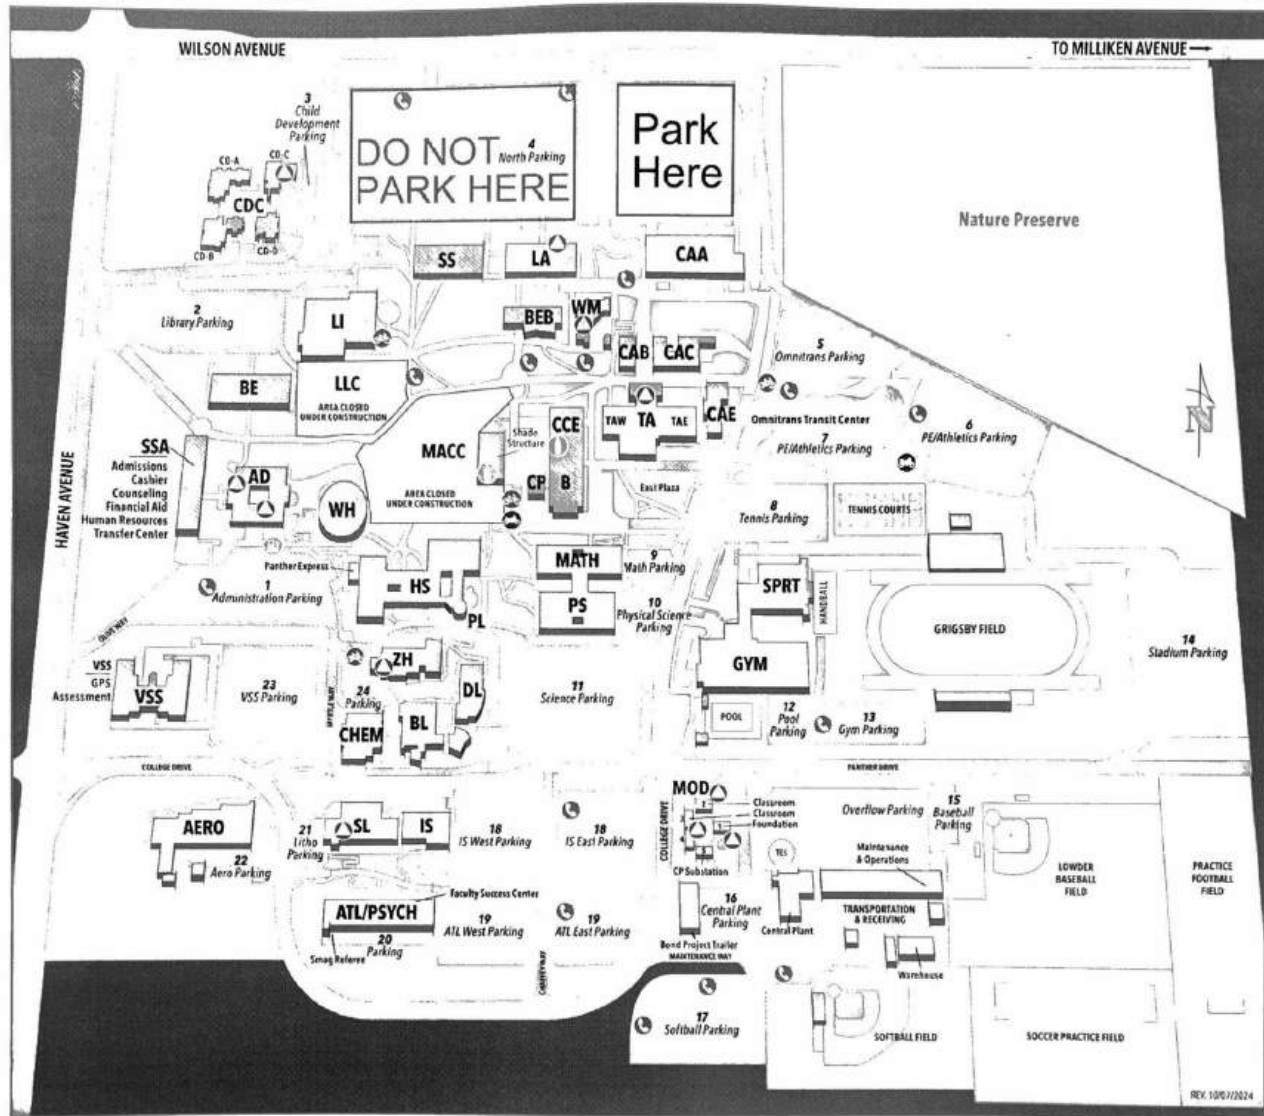 WILSON AVENUE
TO MILLIKEN AVENUE
3
Child
Development
Parking
DO NOT
PARK HERE
4
North Parking
Park
Here
CD-A
CD-C
CDC
CD-B
CD-D
Nature Preserve
SS
LA
CAA
2
Library Parking
LI
BEB
WM
CAB
CAC
5
Omnitrans Parking
BE
LLC
AREA CLOSED
UNDER CONSTRUCTION
MACC
AREA CLOSED
UNDER CONSTRUCTION
Shade
Structure
CCE
TAW
TA
TAE
CAE
Omnitrans Transit Center
7
PE/Athletics Parking
6
PE/Athletics Parking
HAVEN AVENUE
SSA
Admissions
Cashier
Counseling
Financial Aid
Human Resources
Transfer Center
AD
WH
CP
B
East Plaza
8
Tennis Parking
TENNIS COURTS
Panther Express
1
Administration Parking
HS
PL
MATH
9
Math Parking
PS
10
Physical Science
Parking
SPRT
HANDBALL
GRIGSBY FIELD
14
Stadium Parking
OLIVE WAY
VSS
GPS
Assessment
VSS
23
VSS Parking
MYRTLE WAY
ZH
24
Parking
CHEM
BL
DL
11
Science Parking
GYM
POOL
12
Pool
Parking
13
Gym Parking
COLLEGE DRIVE
PANTHER DRIVE
AERO
22
Aero Parking
21
Litho
Parking
SL
IS
18
IS West Parking
18
IS East Parking
COLLEGE DRIVE
MOD
Classroom
Classroom
Foundation
CP Substation
TES
Overflow Parking
15
Baseball
Parking
Maintenance
& Operations
LOWDER
BASEBALL
FIELD
PRACTICE
FOOTBALL
FIELD
Faculty Success Center
ATL/PSYCH
20
Parking
Smog Referee
19
ATL West Parking
19
ATL East Parking
CHAFFEY WAY
16
Central Plant
Parking
Central Plant
TRANSPORTATION
& RECEIVING
Warehouse
Bond Project Trailer
MAINTENANCE WAY
17
Softball Parking
SOFTBALL FIELD
SOCCER PRACTICE FIELD
N
REV. 10/07/2024